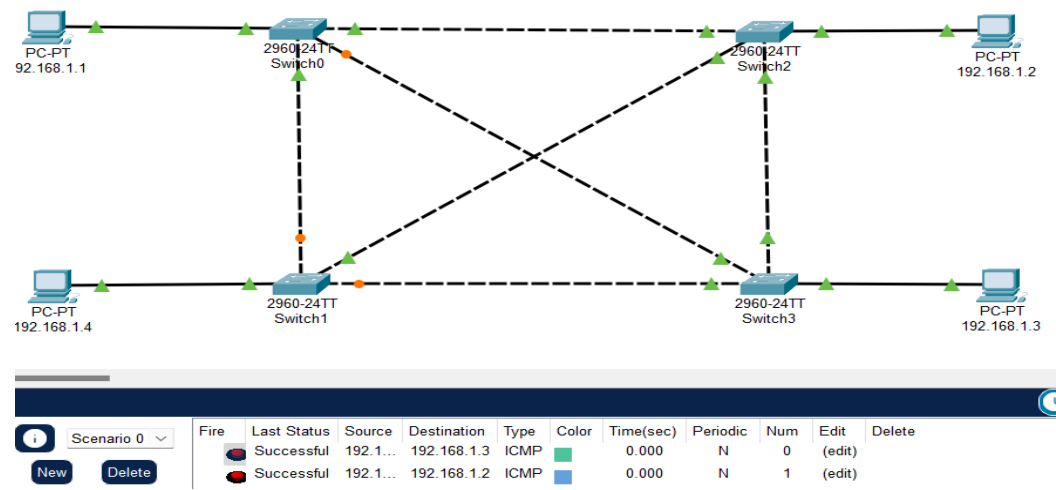 PC-PT
92.168.1.1
2960-24TT
Switch0
2960-24TT
Switch2
PC-PT
192.168.1.2
PC-PT
192.168.1.4
2960-24TT
Switch1
2960-24TT
Switch3
PC-PT
192.168.1.3
i Scenario 0
New Delete
Fire Last Status Source Destination Type Color Time(sec) Periodic Num Edit Delete
Successful 192.1... 192.168.1.3 ICMP 0.000 N 0 (edit)
Successful 192.1... 192.168.1.2 ICMP 0.000 N 1 (edit)